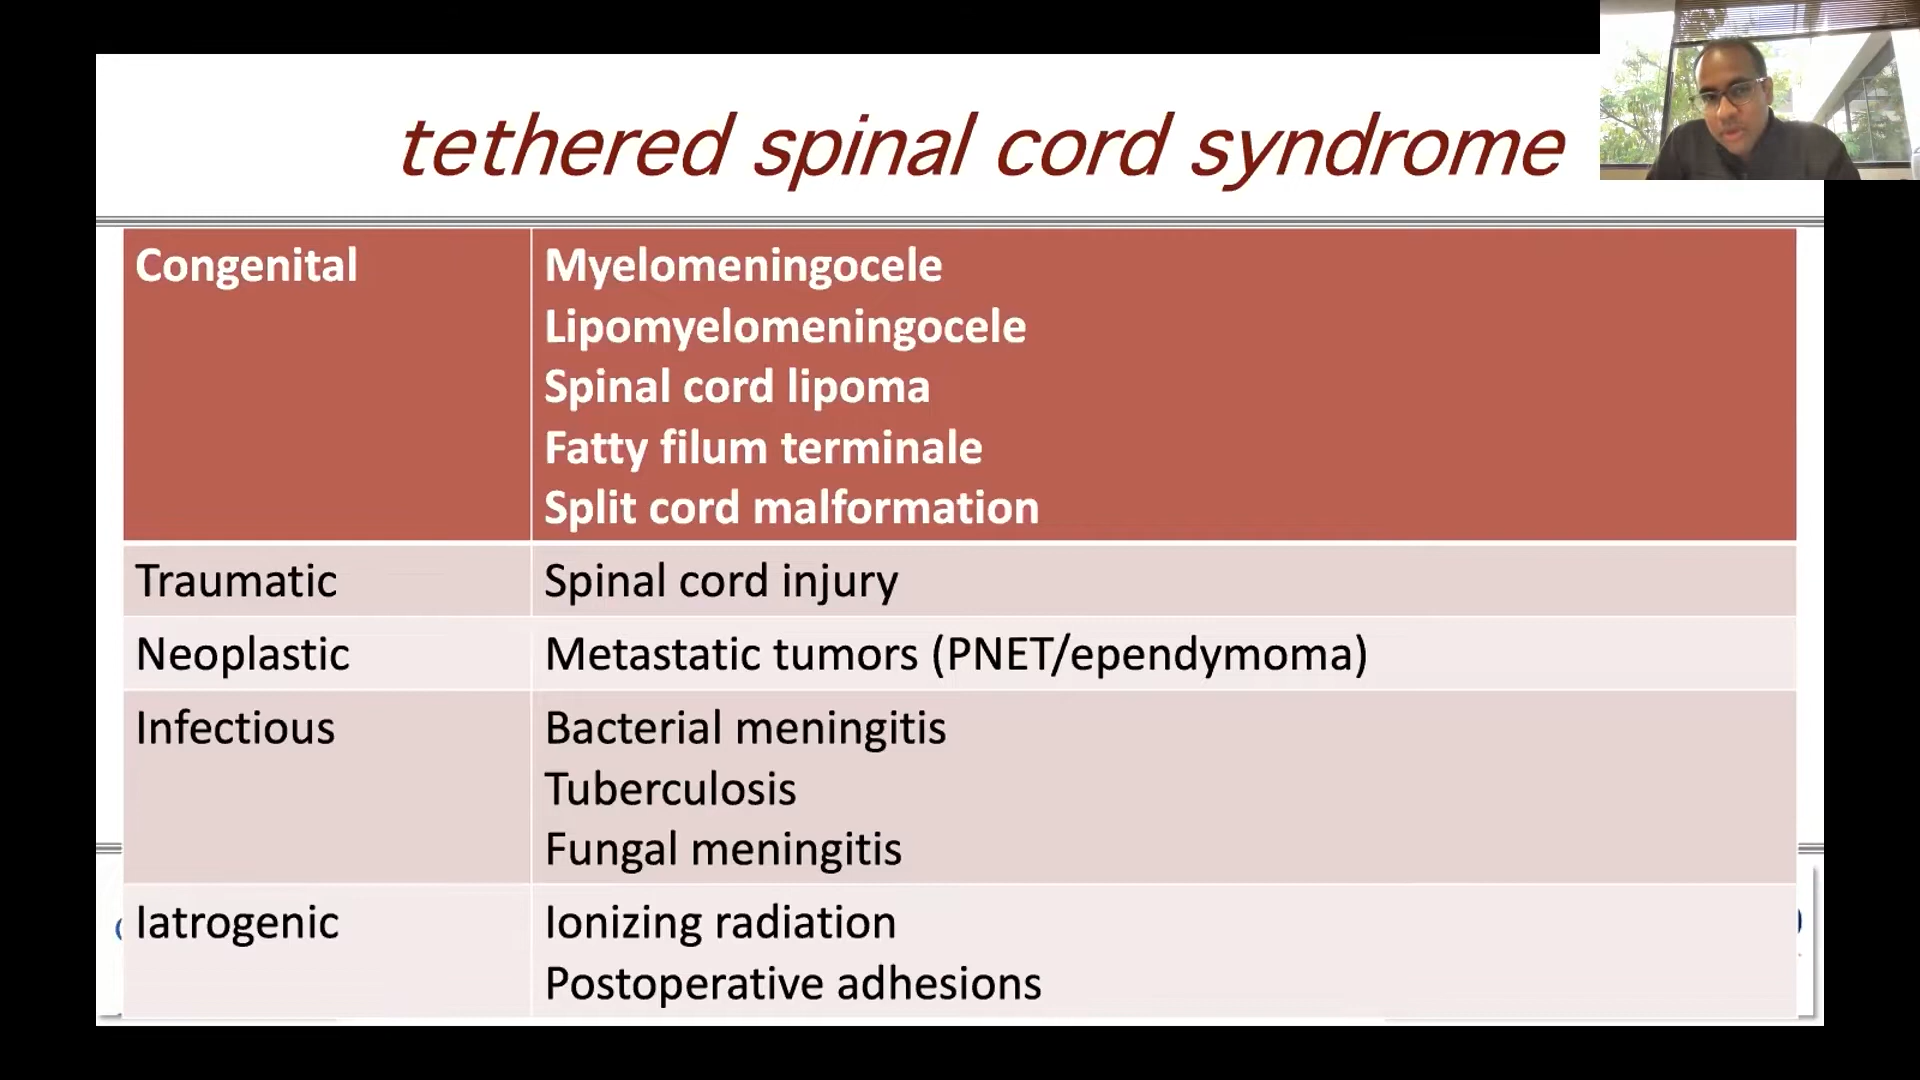 tethered spinal cord syndrome
Congenital
Myelomeningocele
Lipomyelomeningocele
Spinal cord lipoma
Fatty filum terminale
Split cord malformation
Traumatic
Spinal cord injury
Neoplastic
Metastatic tumors (PNET/ependymoma)
Infectious
Bacterial meningitis
Tuberculosis
Fungal meningitis
Iatrogenic
Ionizing radiation
Postoperative adhesions